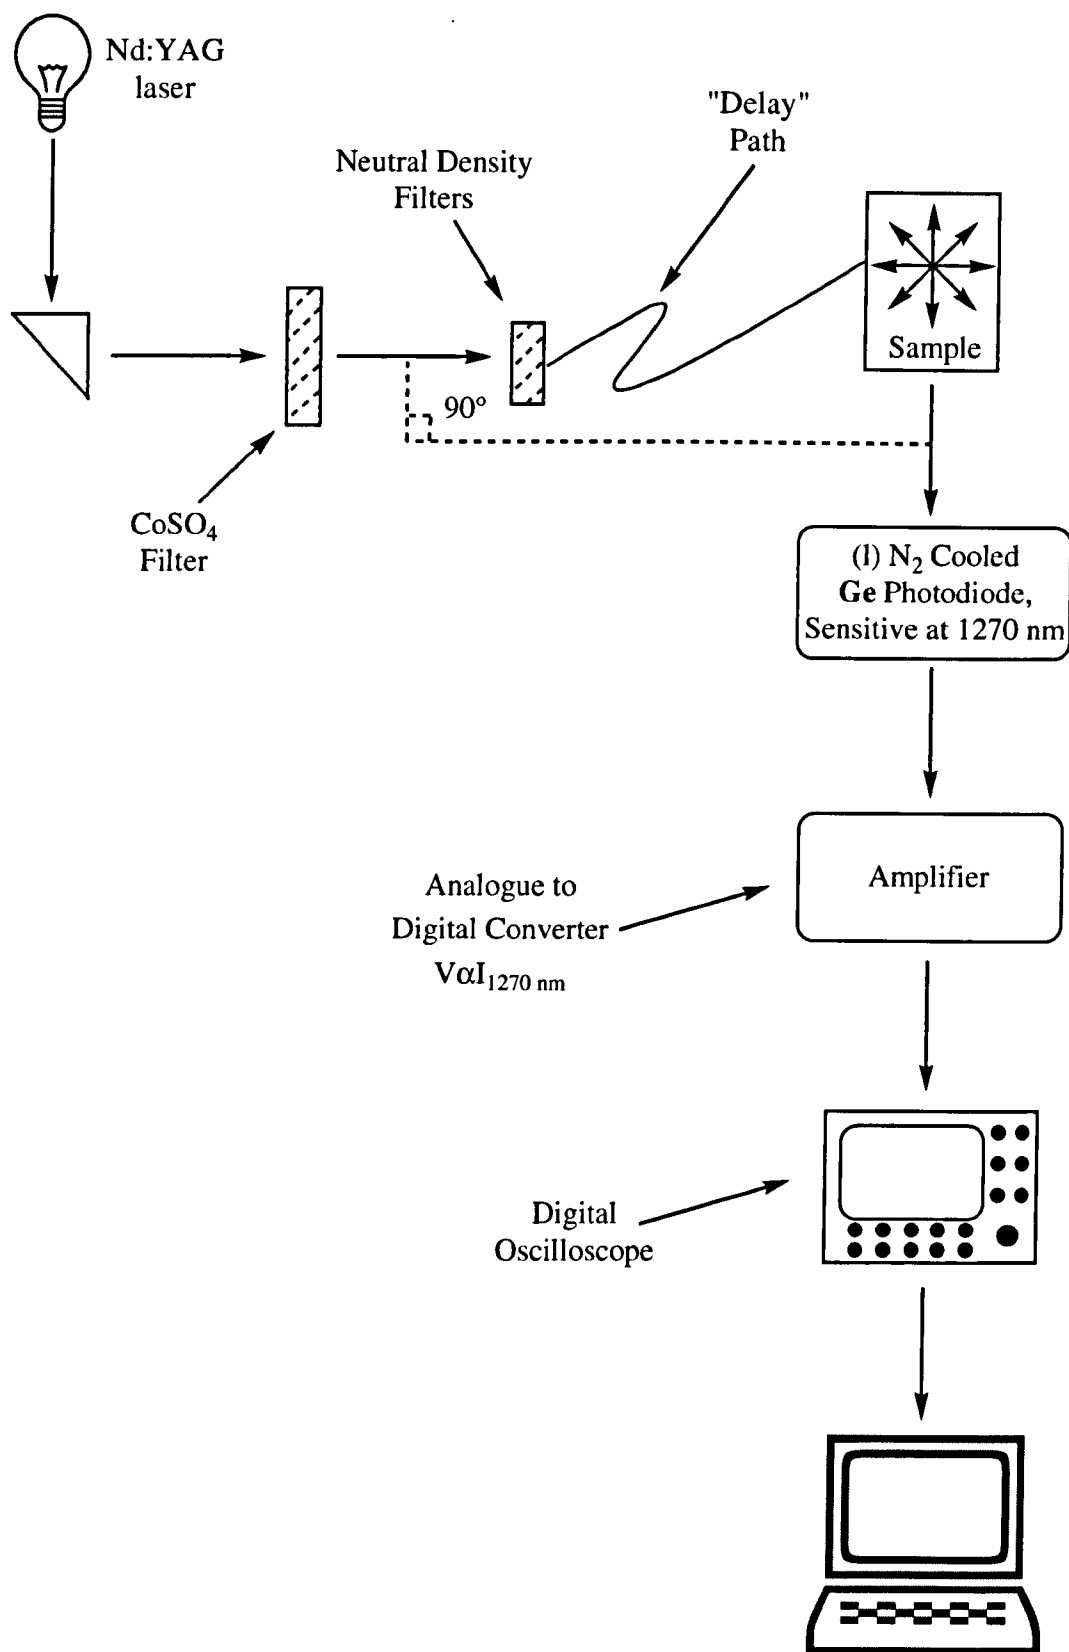 Nd:YAG
laser
"Delay"
Path
Neutral Density
Filters
Sample
90°
CoSO₄
Filter
(l) N₂ Cooled
Ge Photodiode,
Sensitive at 1270 nm
Amplifier
Analogue to
Digital Converter
VαI₁₂₇₀ ₙₘ
Digital
Oscilloscope